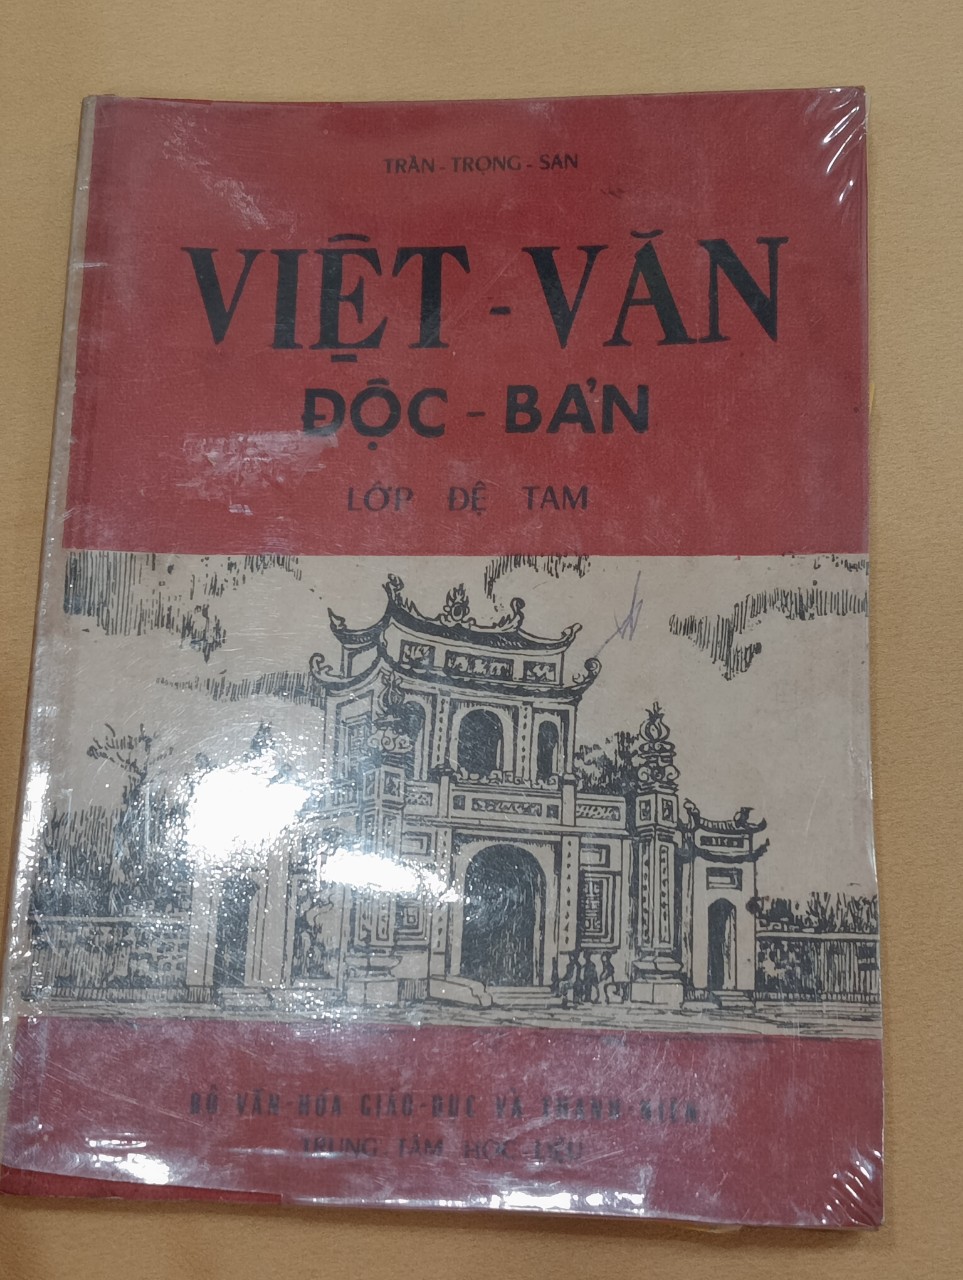 TRẦN - TRỌNG - SAN
VIỆT - VĂN
ĐỘC - BẢN
LỚP ĐỆ TAM
BỘ VĂN-HÓA GIÁO-DỤC VÀ THANH-NIÊN
TRUNG TÂM HỌC LIỆU